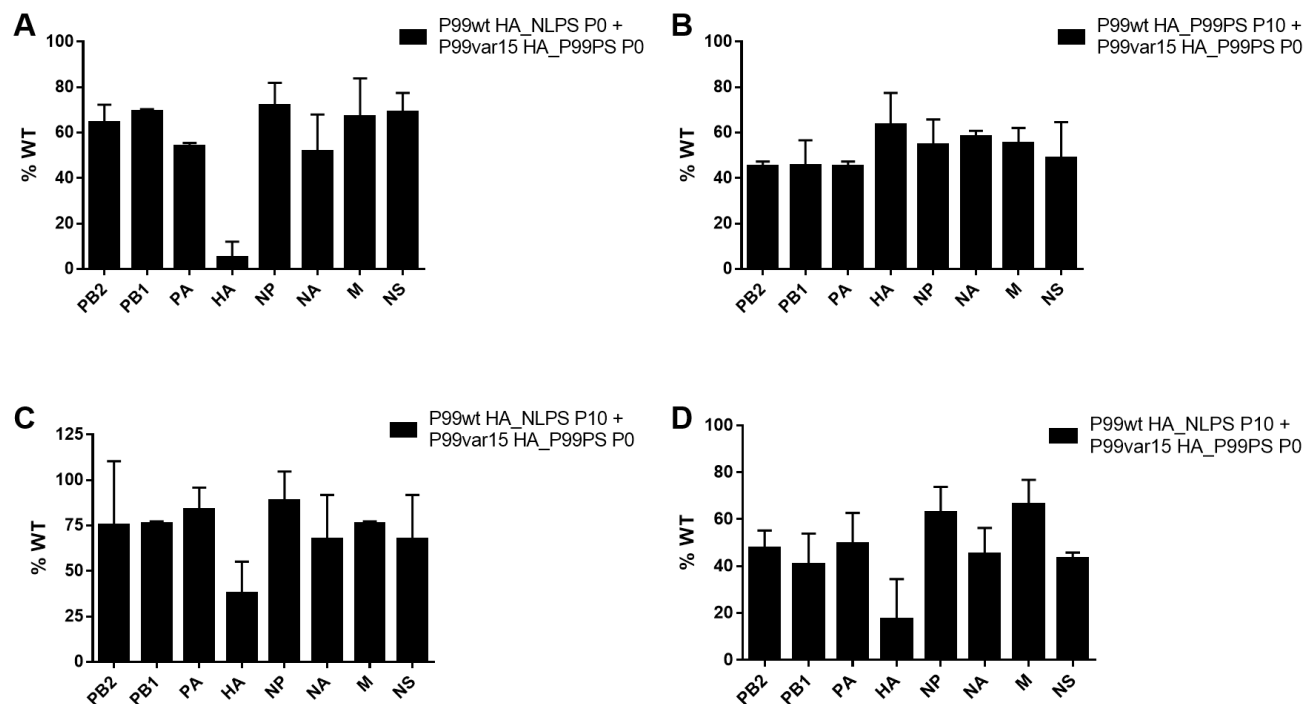 A
P99wt HA_NLPS P0 +
P99var15 HA_P99PS P0
% WT
100
80
60
40
20
0
PB2 PB1 PA HA NP NA M NS
B
P99wt HA_P99PS P10 +
P99var15 HA_P99PS P0
% WT
100
80
60
40
20
0
PB2 PB1 PA HA NP NA M NS
C
P99wt HA_NLPS P10 +
P99var15 HA_P99PS P0
% WT
125
100
75
50
25
0
PB2 PB1 PA HA NP NA M NS
D
P99wt HA_NLPS P10 +
P99var15 HA_P99PS P0
% WT
100
80
60
40
20
0
PB2 PB1 PA HA NP NA M NS